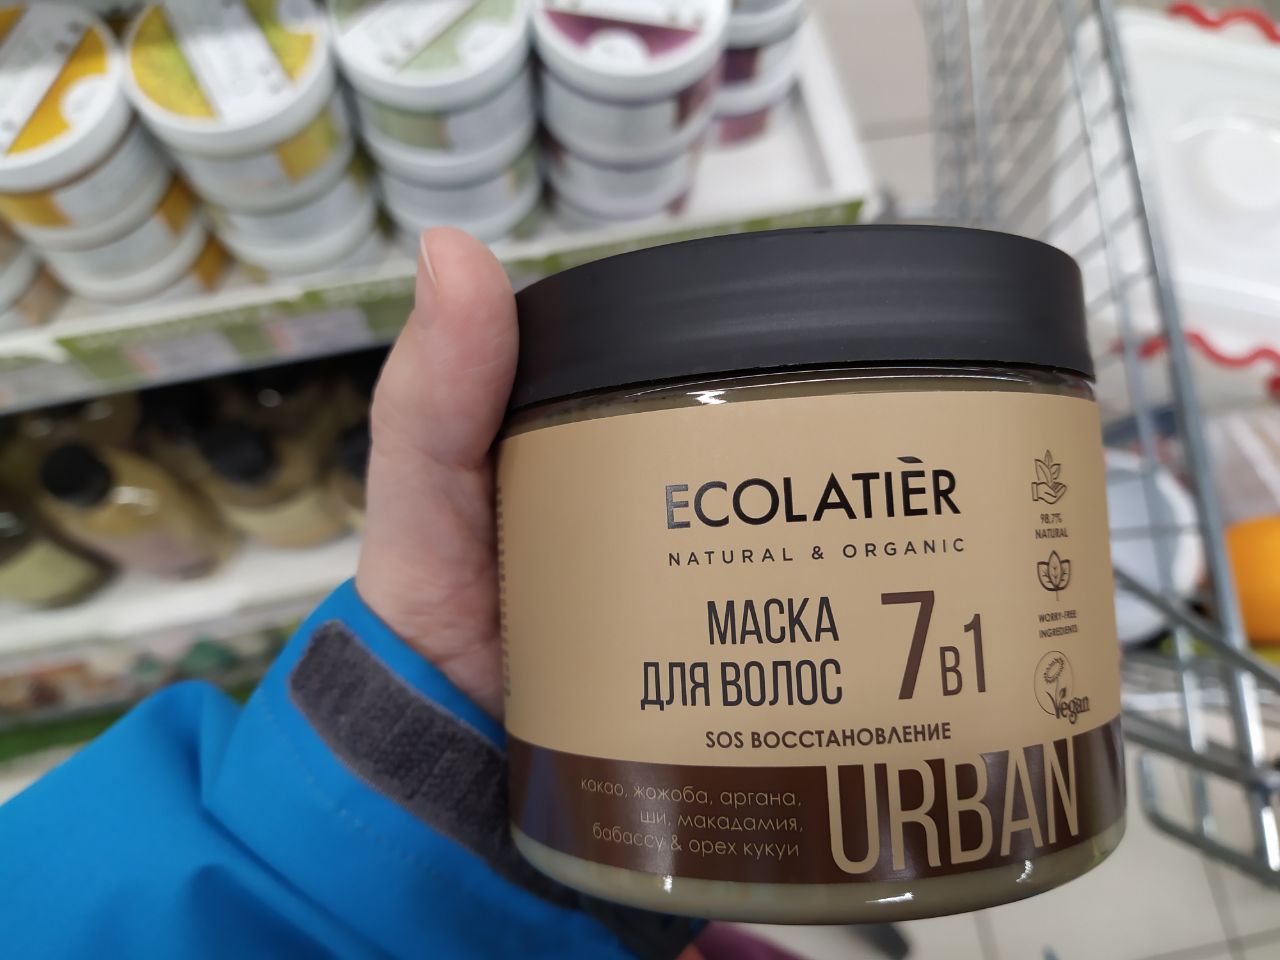 ECOLATIÈR
NATURAL & ORGANIC
МАСКА
ДЛЯ ВОЛОС
7 В 1
SOS ВОССТАНОВЛЕНИЕ
URBAN
какао, жожоба, аргана,
ши, макадамия,
бабассу & орех кукуи
98,7%
NATURAL
WORRY-FREE
INGREDIENTS
Vegan